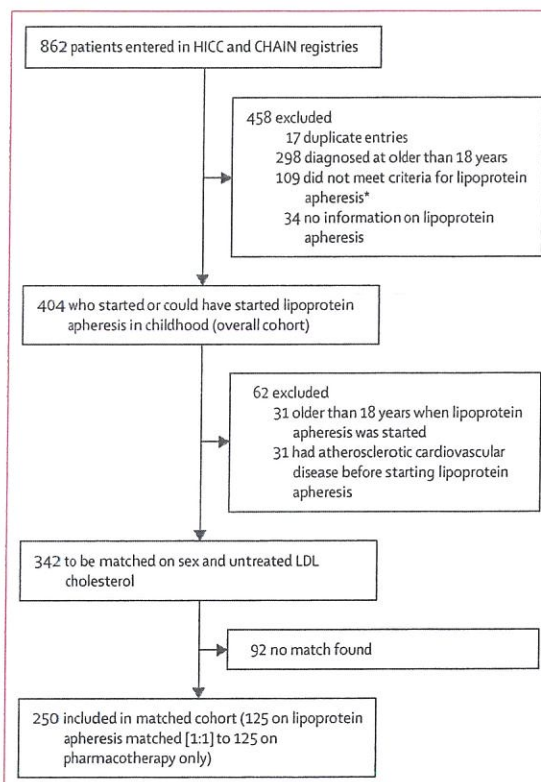 862 patients entered in HICC and CHAIN registries
458 excluded
17 duplicate entries
298 diagnosed at older than 18 years
109 did not meet criteria for lipoprotein
apheresis*
34 no information on lipoprotein
apheresis
404 who started or could have started lipoprotein
apheresis in childhood (overall cohort)
62 excluded
31 older than 18 years when lipoprotein
apheresis was started
31 had atherosclerotic cardiovascular
disease before starting lipoprotein
apheresis
342 to be matched on sex and untreated LDL
cholesterol
92 no match found
250 included in matched cohort (125 on lipoprotein
apheresis matched [1:1] to 125 on
pharmacotherapy only)